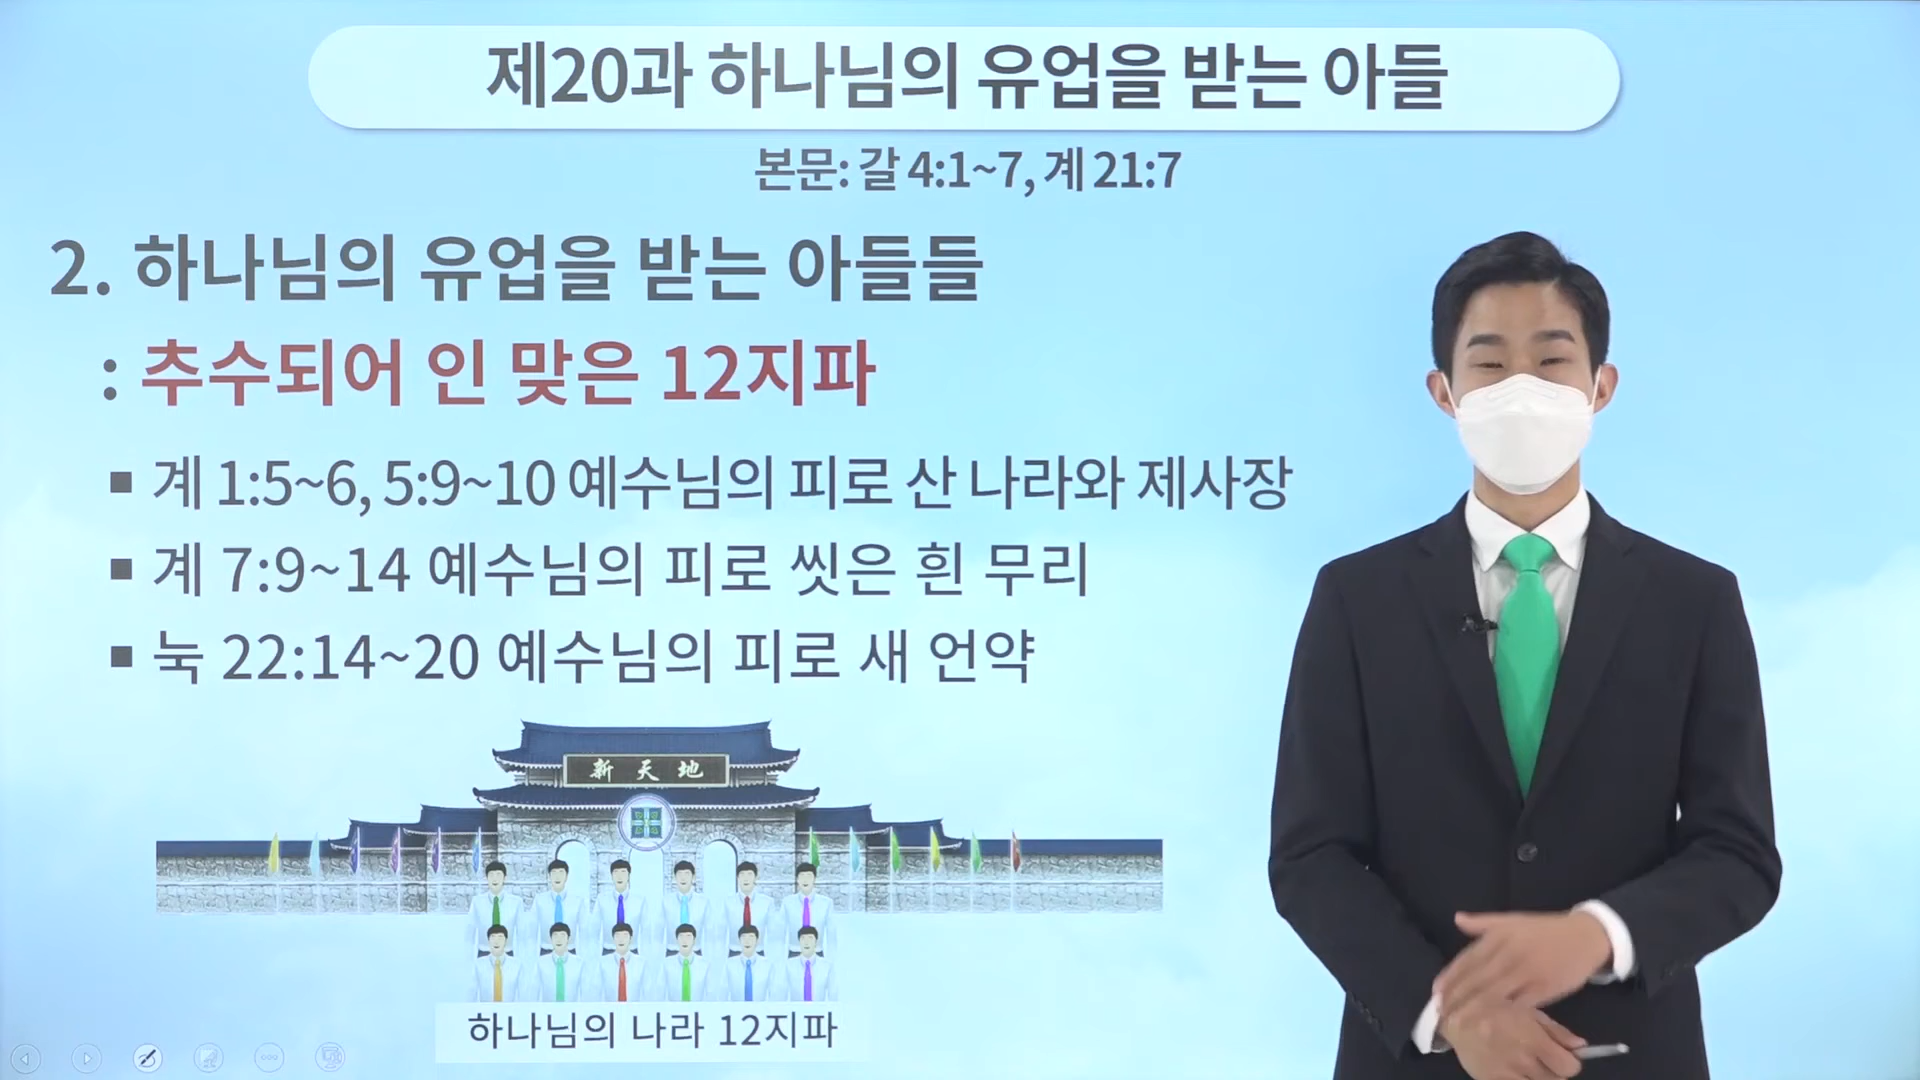 제20과 하나님의 유업을 받는 아들
본문: 갈 4:1~7, 계 21:7
2. 하나님의 유업을 받는 아들들
: 추수되어 인 맞은 12지파
▪ 계 1:5~6, 5:9~10 예수님의 피로 산 나라와 제사장
▪ 계 7:9~14 예수님의 피로 씻은 흰 무리
▪ 눅 22:14~20 예수님의 피로 새 언약
新天地
하나님의 나라 12지파